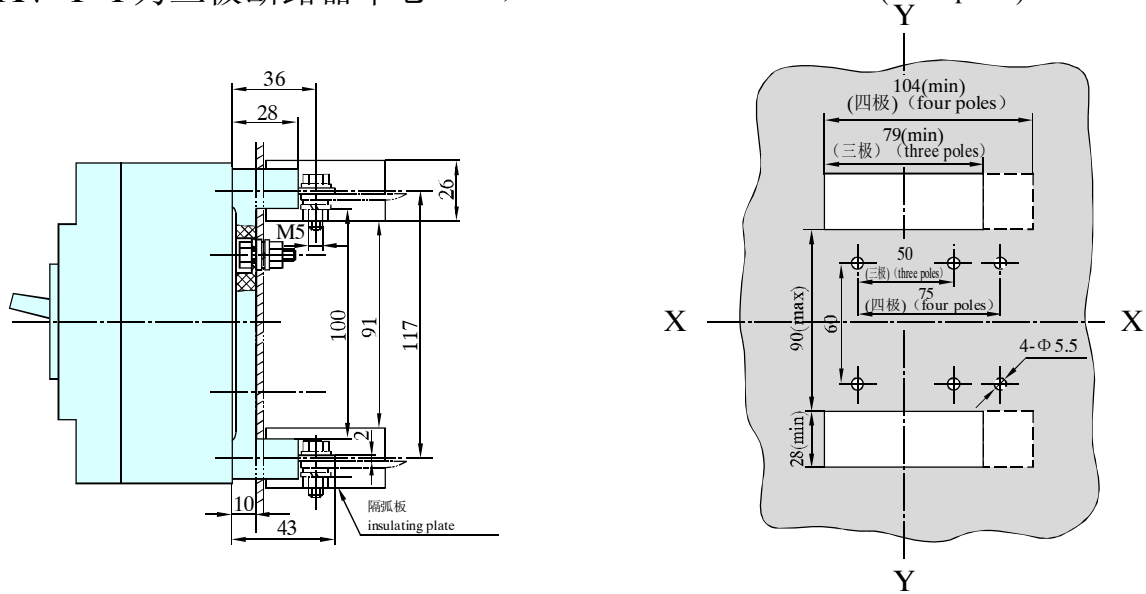 Y
36
28
26
M5
100
91
117
2
10
43
隔弧板
insulating plate
104(min)
(四极)（four poles）
79(min)
（三极）（three poles）
50
(三极)（three poles）
75
(四极)（four poles）
90(max)
60
X
X
4-Φ5.5
28(min)
Y